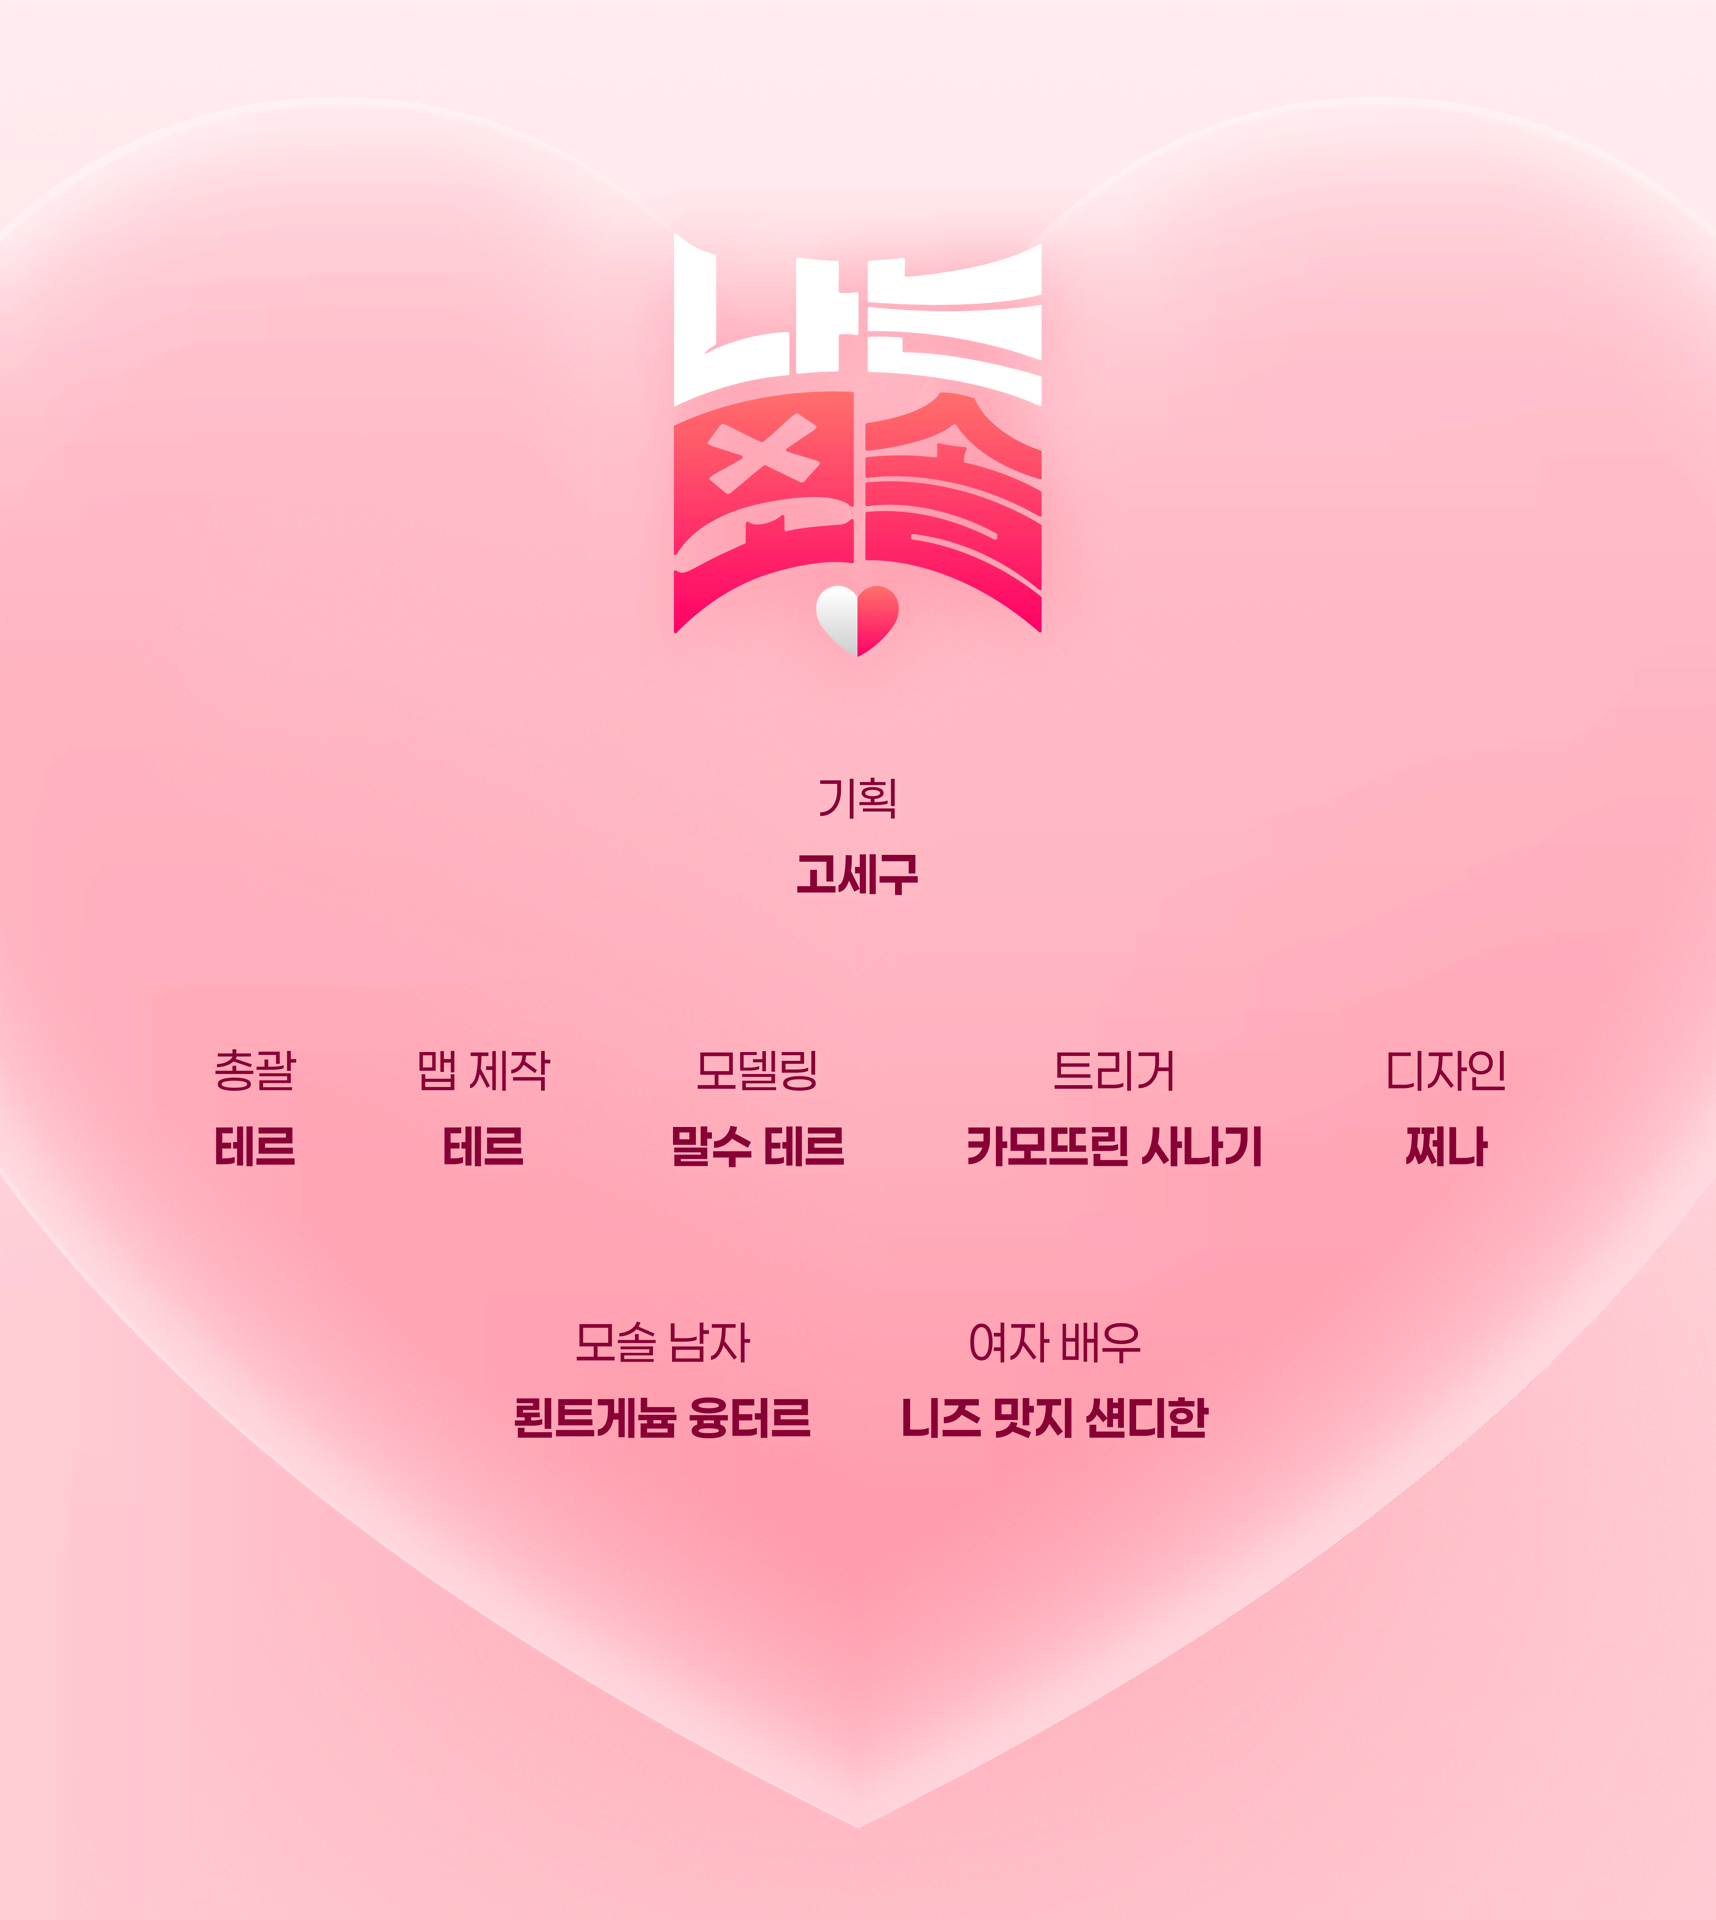 나는
모솔
기획
고세구
총괄
맵 제작
모델링
트리거
디자인
테르
테르
말수 테르
카모뜨린 사나기
쩌나
모솔 남자
여자 배우
뢴트게늄 융터르
니즈 맛지 샌디한